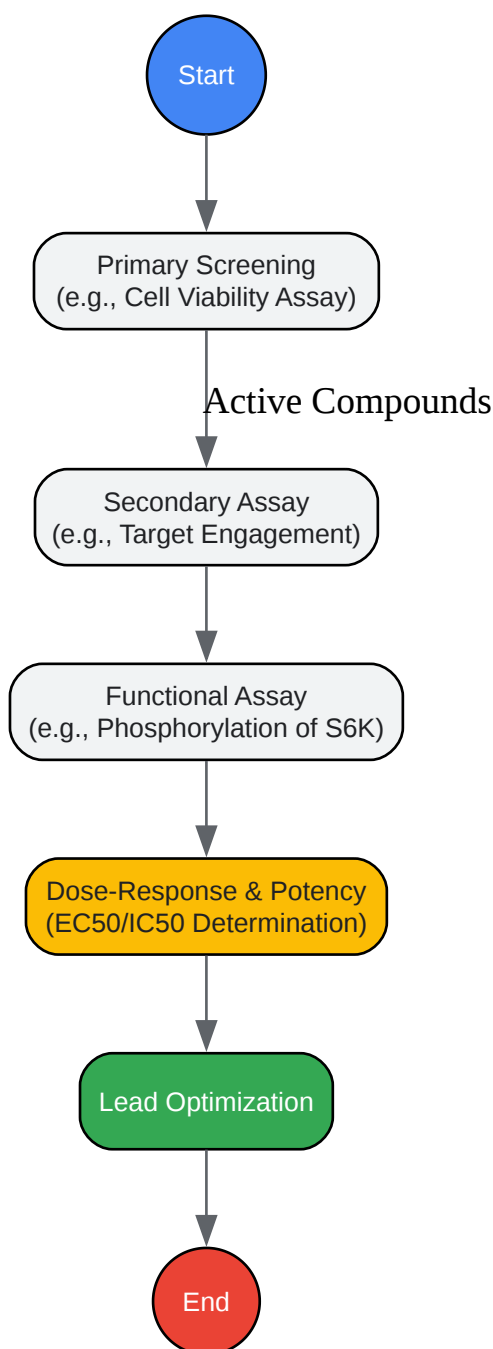 Start
Primary Screening
(e.g., Cell Viability Assay)
Active Compounds
Secondary Assay
(e.g., Target Engagement)
Functional Assay
(e.g., Phosphorylation of S6K)
Dose-Response & Potency
(EC50/IC50 Determination)
Lead Optimization
End